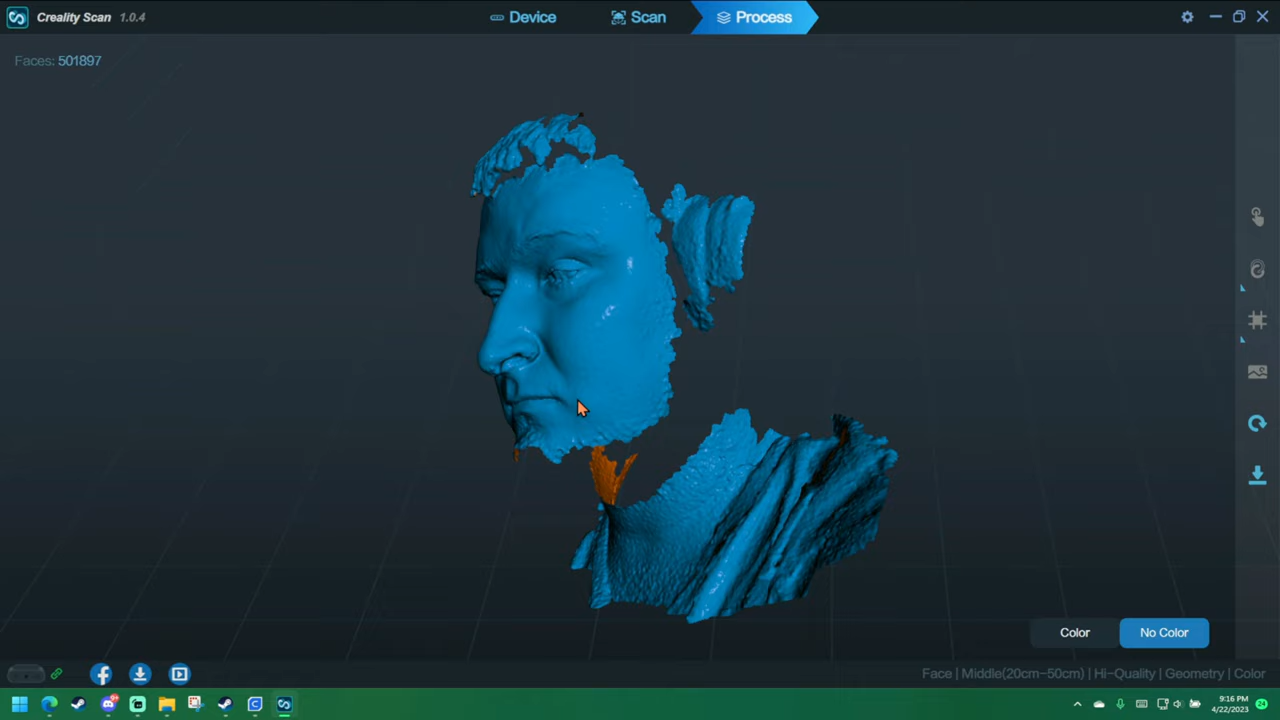 Creality Scan 1.0.4
Device
Scan
Process
Faces: 501897
Color
No Color
Face | Middle(20cm-50cm) | Hi-Quality | Geometry | Color
9:16 PM
4/22/2023
24